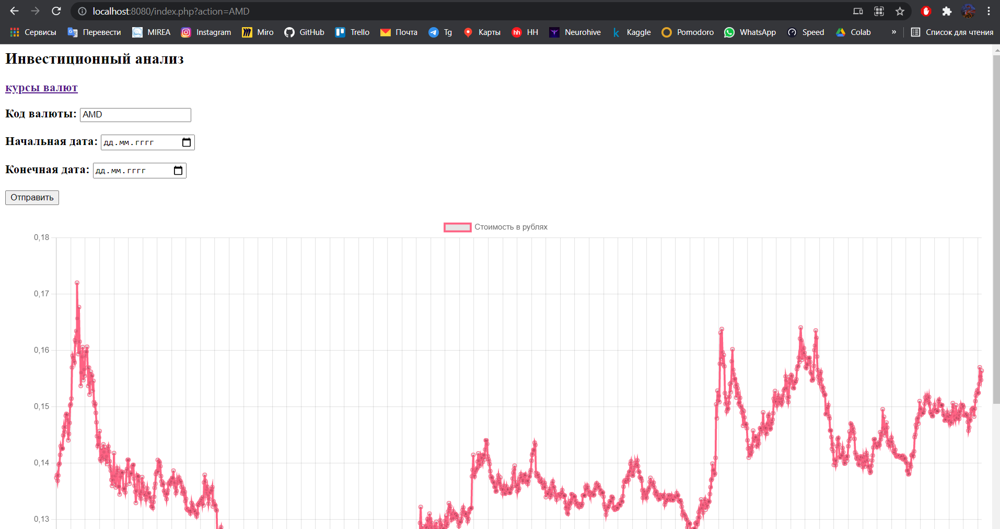 localhost:8080/index.php?action=AMD
Сервисы Перевести MIREA Instagram Miro GitHub Trello Почта Tg Карты hh HH Neurohive k Kaggle Pomodoro WhatsApp Speed Colab » Список для чтения
Инвестиционный анализ
курсы валют
Код валюты: AMD
Начальная дата: дд.мм.гггг
Конечная дата: дд.мм.гггг
Отправить
Стоимость в рублях
0,18
0,17
0,16
0,15
0,14
0,13